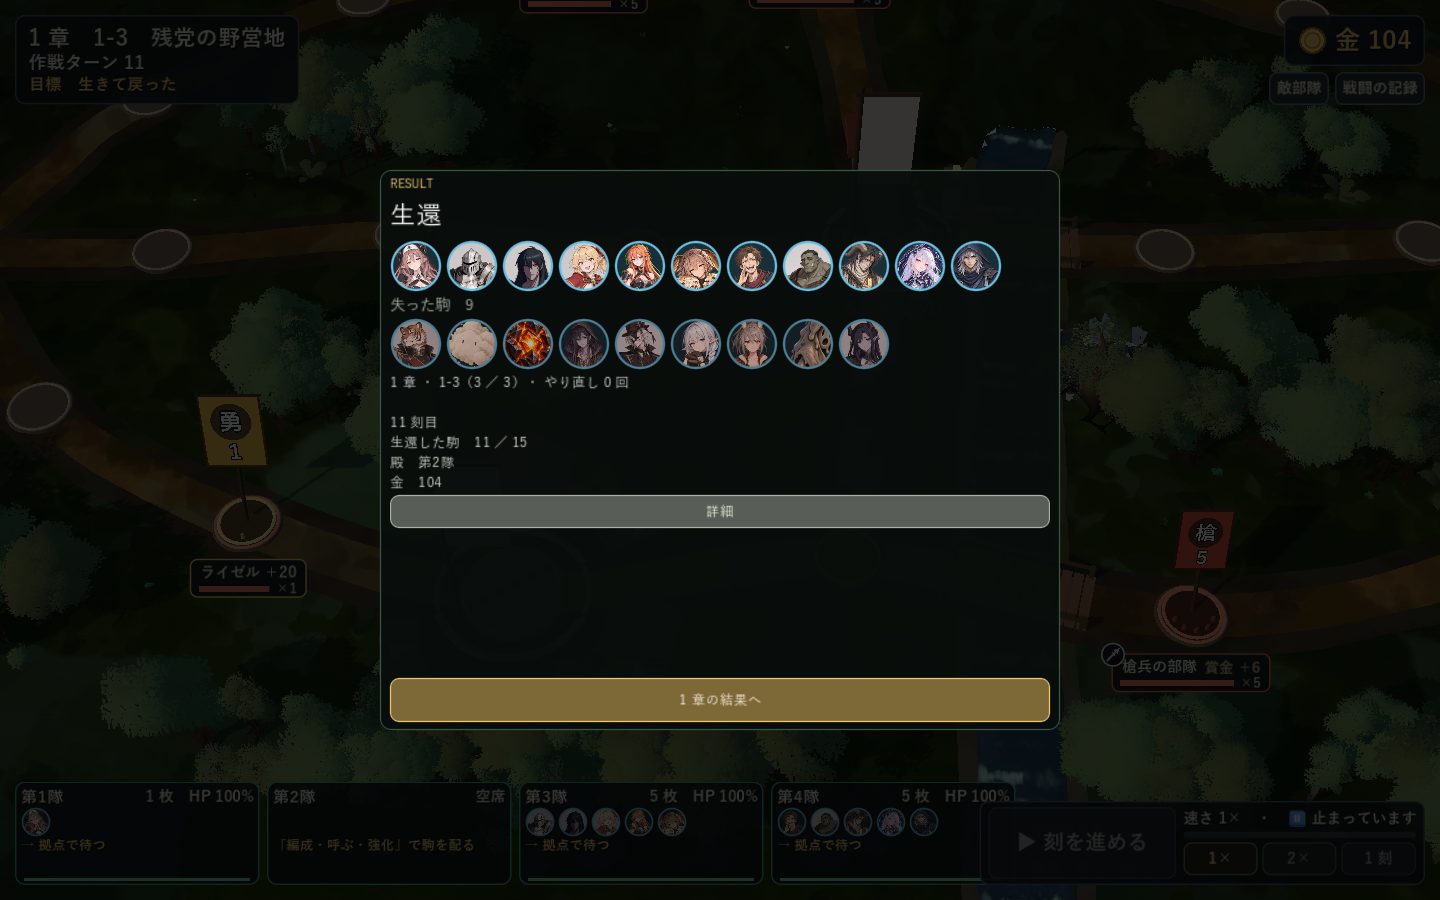 ×5
×5
1 章　1-3　残党の野営地
作戦ターン 11
目標　生きて戻った
金 104
敵部隊
戦闘の記録
RESULT
生還
失った駒　9
1 章 ・ 1-3（3 ／ 3）・ やり直し 0 回
11 刻目
生還した駒　11 ／ 15
殿　第2隊
金　104
詳細
1 章の結果へ
勇
1
ライゼル +20
×1
槍
5
槍兵の部隊 賞金 +6
×5
第1隊　1 枚　HP 100%
→ 拠点で待つ
第2隊　空席
「編成・呼ぶ・強化」で駒を配る
第3隊　5 枚　HP 100%
→ 拠点で待つ
第4隊　5 枚　HP 100%
→ 拠点で待つ
▶ 刻を進める
速さ 1×　・　⏸ 止まっています
1×
2×
1 刻